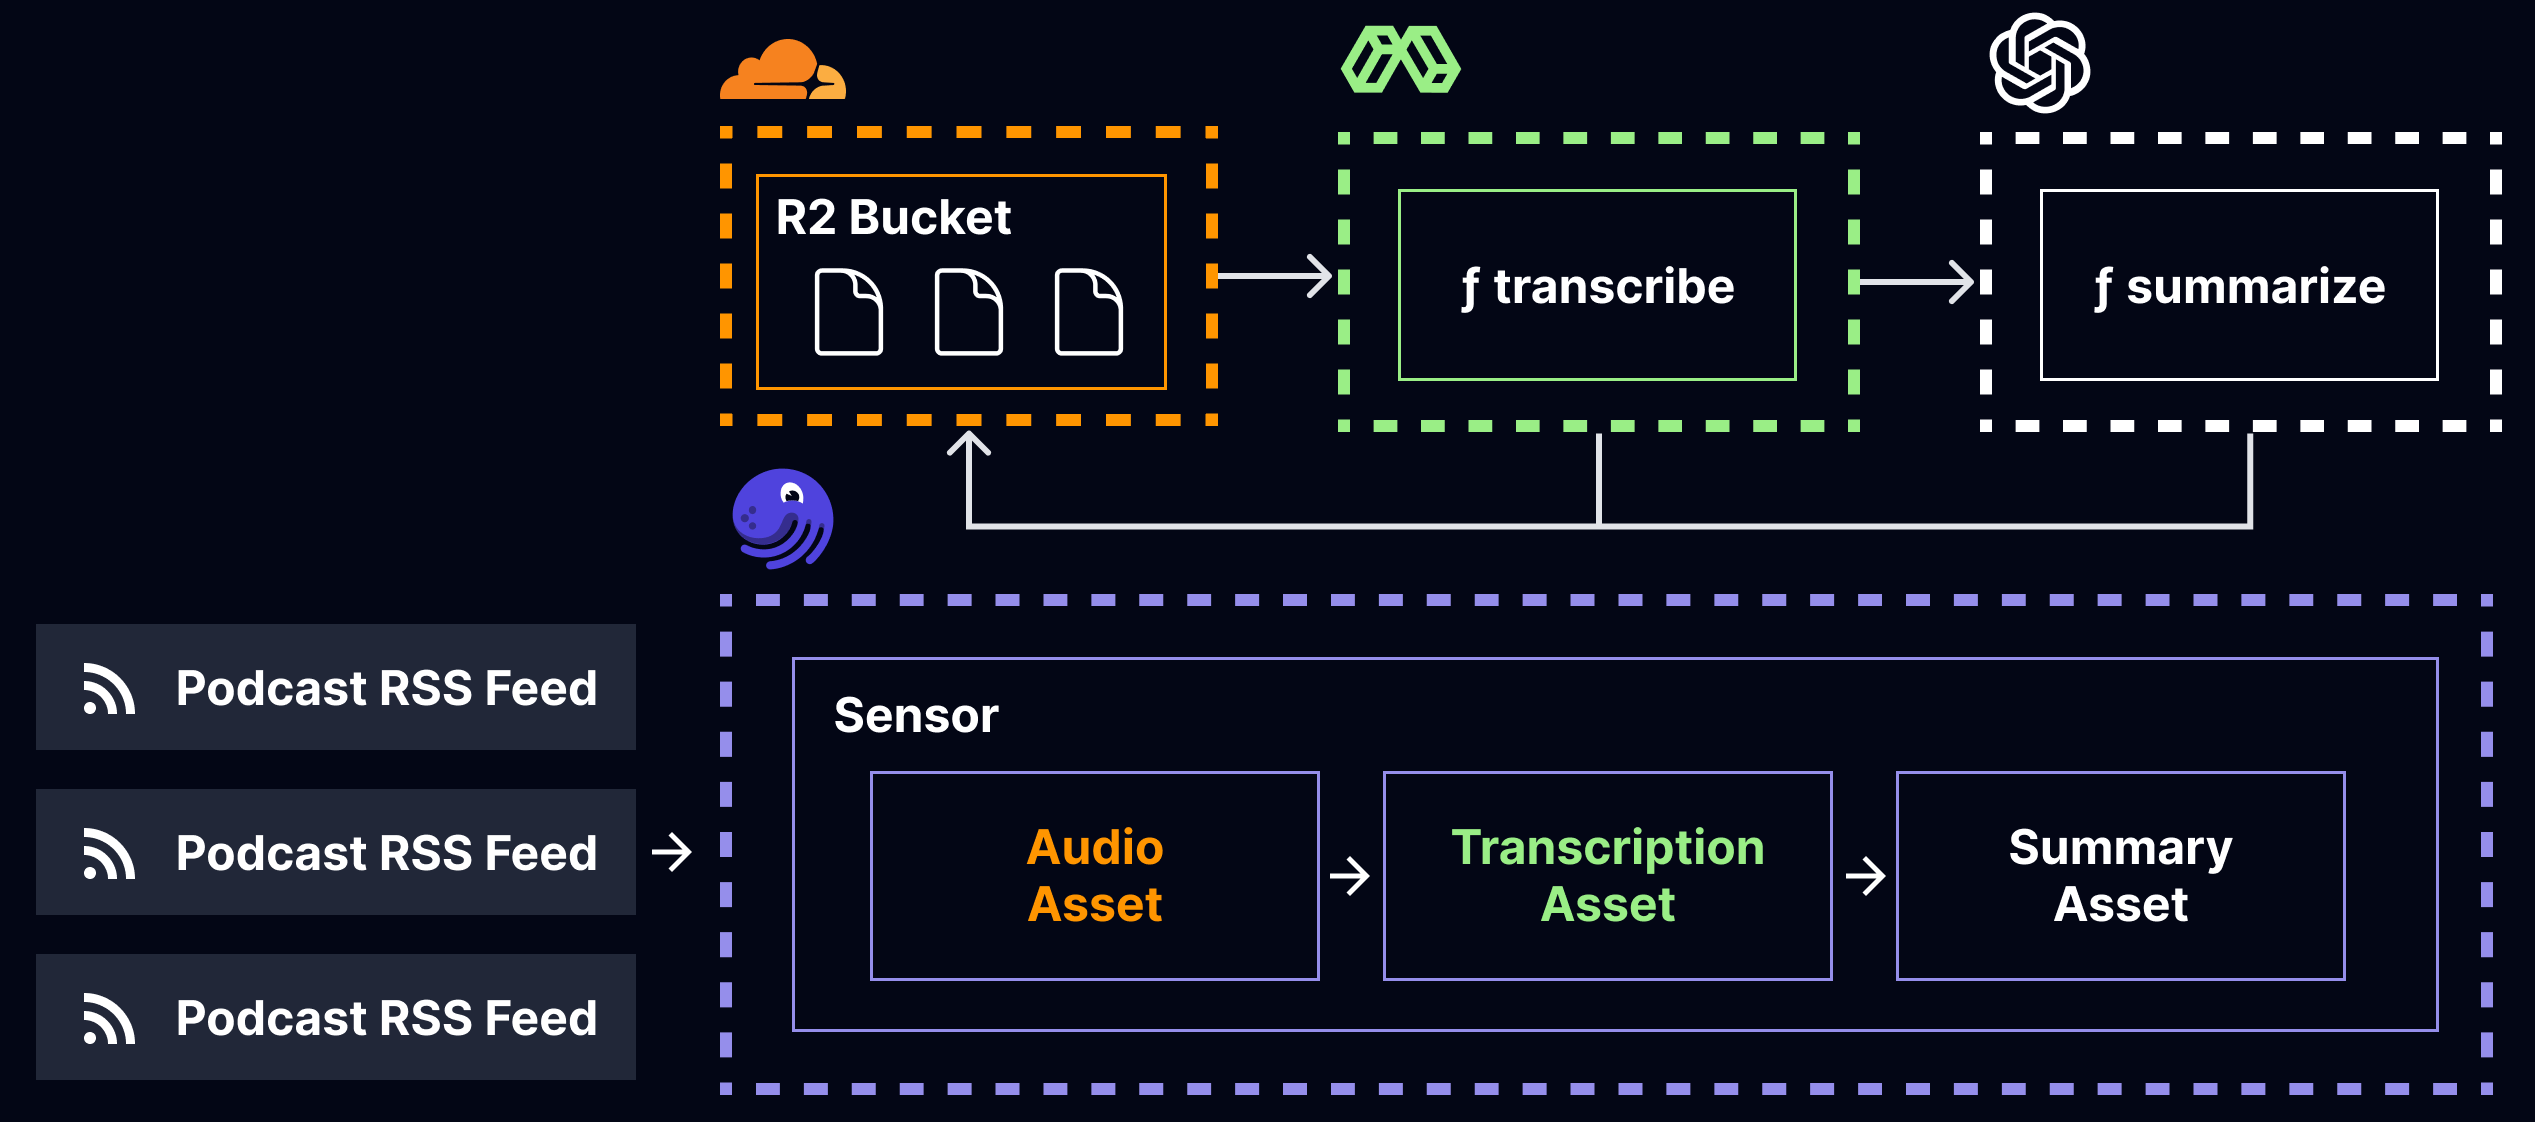 R2 Bucket
ƒ transcribe
ƒ summarize
Podcast RSS Feed
Podcast RSS Feed
Podcast RSS Feed
Sensor
Audio
Asset
Transcription
Asset
Summary
Asset